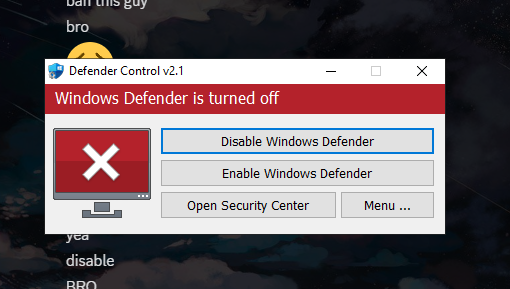 ban this guy
bro
Defender Control v2.1
Windows Defender is turned off
Disable Windows Defender
Enable Windows Defender
Open Security Center
Menu ...
yea
disable
BRO